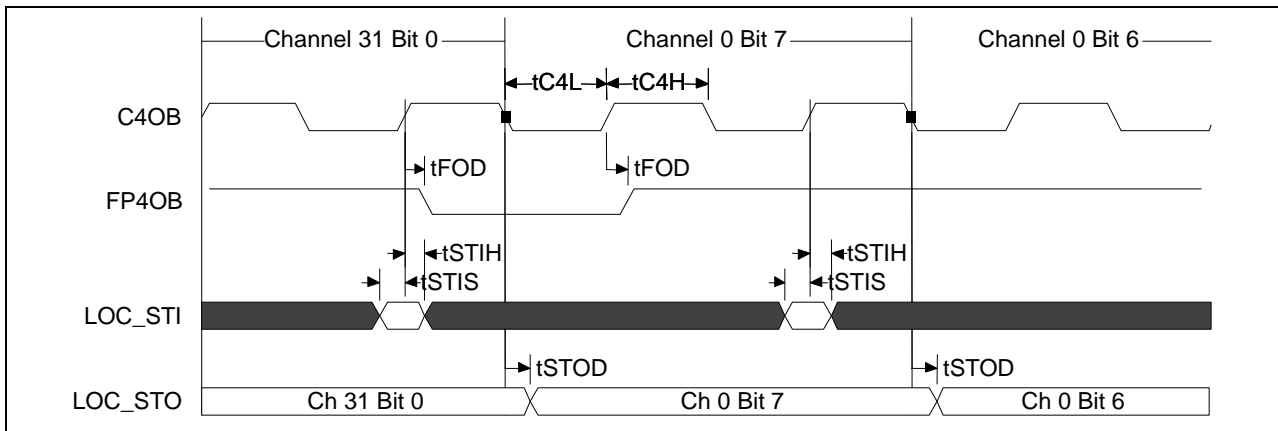 Channel 31 Bit 0 Channel 0 Bit 7 Channel 0 Bit 6
tC4L tC4H
C4OB
tFOD tFOD
FP4OB
tSTIH tSTIH
tSTIS tSTIS
LOC_STI
tSTOD tSTOD
LOC_STO Ch 31 Bit 0 Ch 0 Bit 7 Ch 0 Bit 6